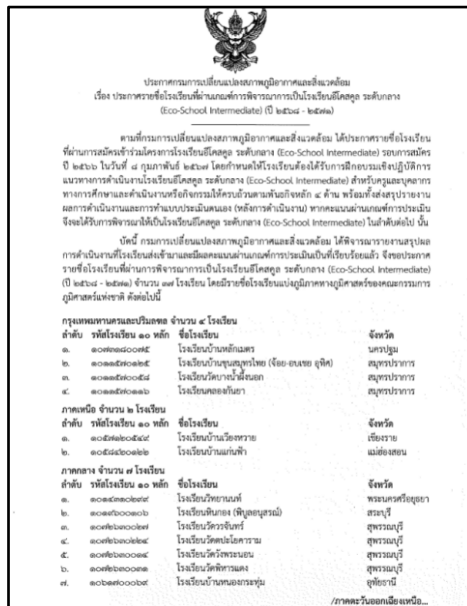 ประกาศกรมการเปลี่ยนแปลงสภาพภูมิอากาศและสิ่งแวดล้อม
เรื่อง ประกาศรายชื่อโรงเรียนที่ผ่านเกณฑ์การพิจารณาการเป็นโรงเรียนอีโคสคูล ระดับกลาง
(Eco-School Intermediate) (ปี ๒๕๖๘ - ๒๕๗๑)
ตามที่กรมการเปลี่ยนแปลงสภาพภูมิอากาศและสิ่งแวดล้อม ได้ประกาศรายชื่อโรงเรียน
ที่ผ่านการสมัครเข้าร่วมโครงการโรงเรียนอีโคสคูล ระดับกลาง (Eco-School Intermediate) รอบการสมัคร
ปี ๒๕๖๖ ในวันที่ ๘ กุมภาพันธ์ ๒๕๖๗ โดยกำหนดให้โรงเรียนต้องได้รับการฝึกอบรมเชิงปฏิบัติการ
แนวทางการดำเนินงานโรงเรียนอีโคสคูล ระดับกลาง (Eco-School Intermediate) สำหรับครูและบุคลากร
ทางการศึกษาและดำเนินงานหรือกิจกรรมให้ครบถ้วนตามพันธกิจหลัก ๔ ด้าน พร้อมทั้งส่งสรุปรายงาน
ผลการดำเนินงานและการทำแบบประเมินตนเอง (หลังการดำเนินงาน) หากคะแนนผ่านเกณฑ์การประเมิน
จึงจะได้รับการพิจารณาให้เป็นโรงเรียนอีโคสคูล ระดับกลาง (Eco-School Intermediate) ในลำดับต่อไป นั้น
บัดนี้ กรมการเปลี่ยนแปลงสภาพภูมิอากาศและสิ่งแวดล้อม ได้พิจารณารายงานสรุปผล
การดำเนินงานที่โรงเรียนส่งเข้ามาและมีผลคะแนนผ่านเกณฑ์การประเมินเป็นที่เรียบร้อยแล้ว จึงขอประกาศ
รายชื่อโรงเรียนที่ผ่านการพิจารณาการเป็นโรงเรียนอีโคสคูล ระดับกลาง (Eco-School Intermediate)
(ปี ๒๕๖๘ - ๒๕๗๑) จำนวน ๑๗ โรงเรียน โดยมีรายชื่อโรงเรียนแบ่งภูมิภาคทางภูมิศาสตร์ของคณะกรรมการ
ภูมิศาสตร์แห่งชาติ ดังต่อไปนี้
กรุงเทพมหานครและปริมณฑล จำนวน ๔ โรงเรียน
ลำดับ รหัสโรงเรียน ๑๐ หลัก ชื่อโรงเรียน จังหวัด
๑. โรงเรียนบ้านหลักเมตร นครปฐม
๒. โรงเรียนบ้านขุนสมุทรไทย สมุทรปราการ
๓. โรงเรียนวัดบางน้ำผึ้งนอก สมุทรปราการ
๔. โรงเรียนคลองกันยา สมุทรปราการ
ภาคเหนือ จำนวน ๒ โรงเรียน
ลำดับ รหัสโรงเรียน ๑๐ หลัก ชื่อโรงเรียน จังหวัด
๑. โรงเรียนบ้านเวียงหวาย เชียงราย
๒. โรงเรียนบ้านแก่นฟ้า แม่ฮ่องสอน
ภาคกลาง จำนวน ๗ โรงเรียน
ลำดับ รหัสโรงเรียน ๑๐ หลัก ชื่อโรงเรียน จังหวัด
๑. โรงเรียนวิทยานนท์ พระนครศรีอยุธยา
๒. โรงเรียนหินกอง (พิบูลอนุสรณ์) สระบุรี
๓. โรงเรียนวัดวรจันทร์ สุพรรณบุรี
๔. โรงเรียนวัดดปะโยคาราม สุพรรณบุรี
๕. โรงเรียนวัดวังพระนอน สุพรรณบุรี
๖. โรงเรียนวัดพิหารแดง สุพรรณบุรี
๗. โรงเรียนบ้านหนองกระทุ่ม อุทัยธานี
/ภาคตะวันออกเฉียงเหนือ...